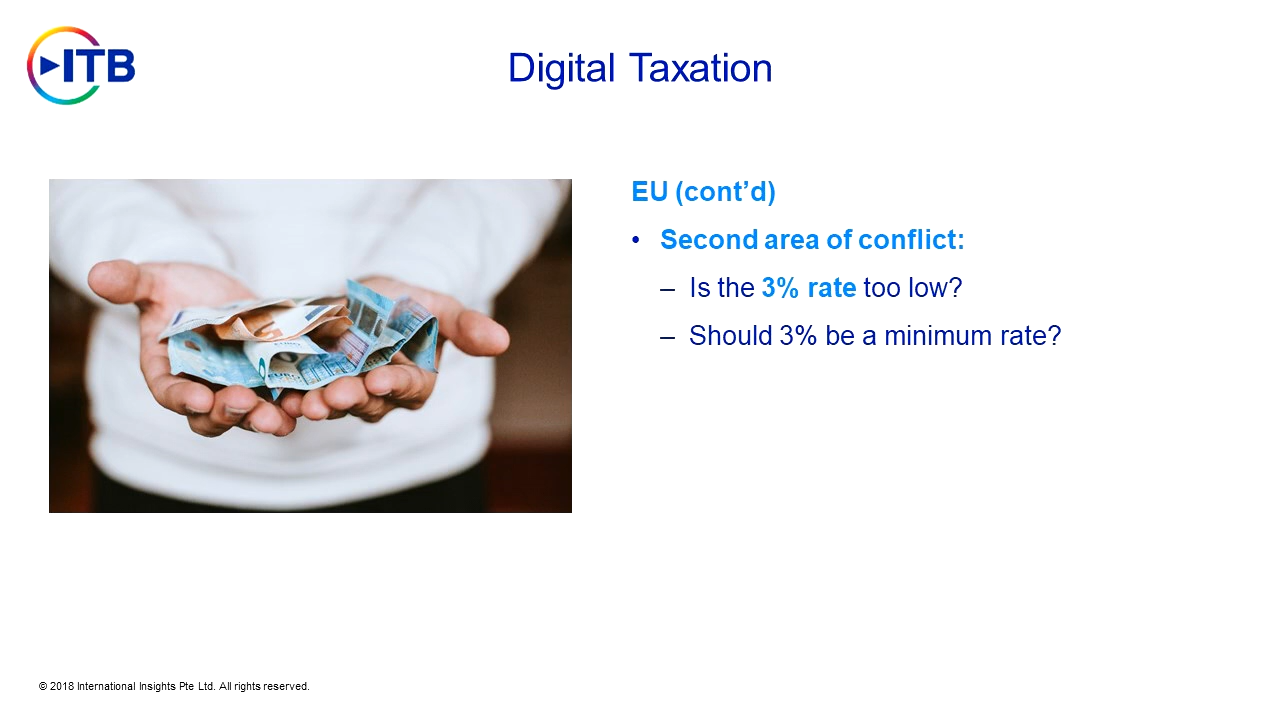 ITB
Digital Taxation
EU (cont’d)
• Second area of conflict:
– Is the 3% rate too low?
– Should 3% be a minimum rate?
© 2018 International Insights Pte Ltd. All rights reserved.